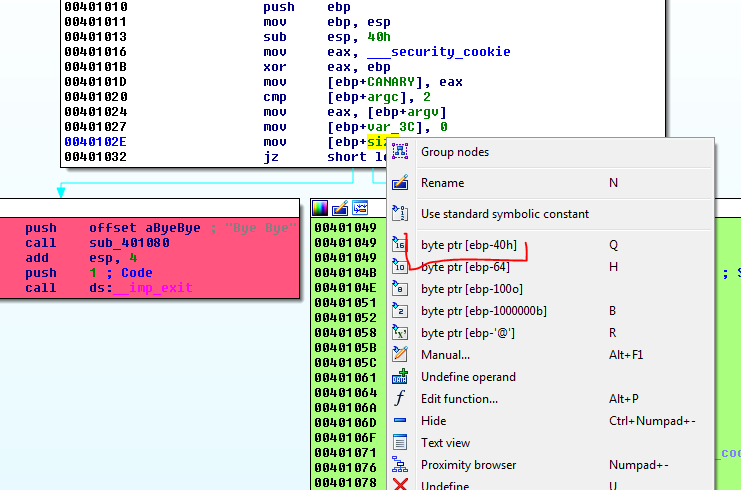 00401010 push ebp
00401011 mov ebp, esp
00401013 sub esp, 40h
00401016 mov eax, ___security_cookie
0040101B xor eax, ebp
0040101D mov [ebp+CANARY], eax
00401020 cmp [ebp+argc], 2
00401024 mov eax, [ebp+argv]
00401027 mov [ebp+var_3C], 0
0040102E mov [ebp+siz
00401032 jz short lo
push offset aByeBye ; "Bye Bye"
call sub_401080
add esp, 4
push 1 ; Code
call ds:__imp_exit
00401049
00401049
00401049
0040104B
0040104E
00401051
00401052
00401058
0040105B
0040105C
00401061
00401064
0040106A
0040106D
0040106F
00401071
00401076
00401078
Group nodes
Rename N
Use standard symbolic constant
byte ptr [ebp-40h] Q
byte ptr [ebp-64] H
byte ptr [ebp-100o]
byte ptr [ebp-1000000b] B
byte ptr [ebp-'@'] R
Manual... Alt+F1
Undefine operand
Edit function... Alt+P
Hide Ctrl+Numpad+-
Text view
Proximity browser Numpad+-
Undefine U